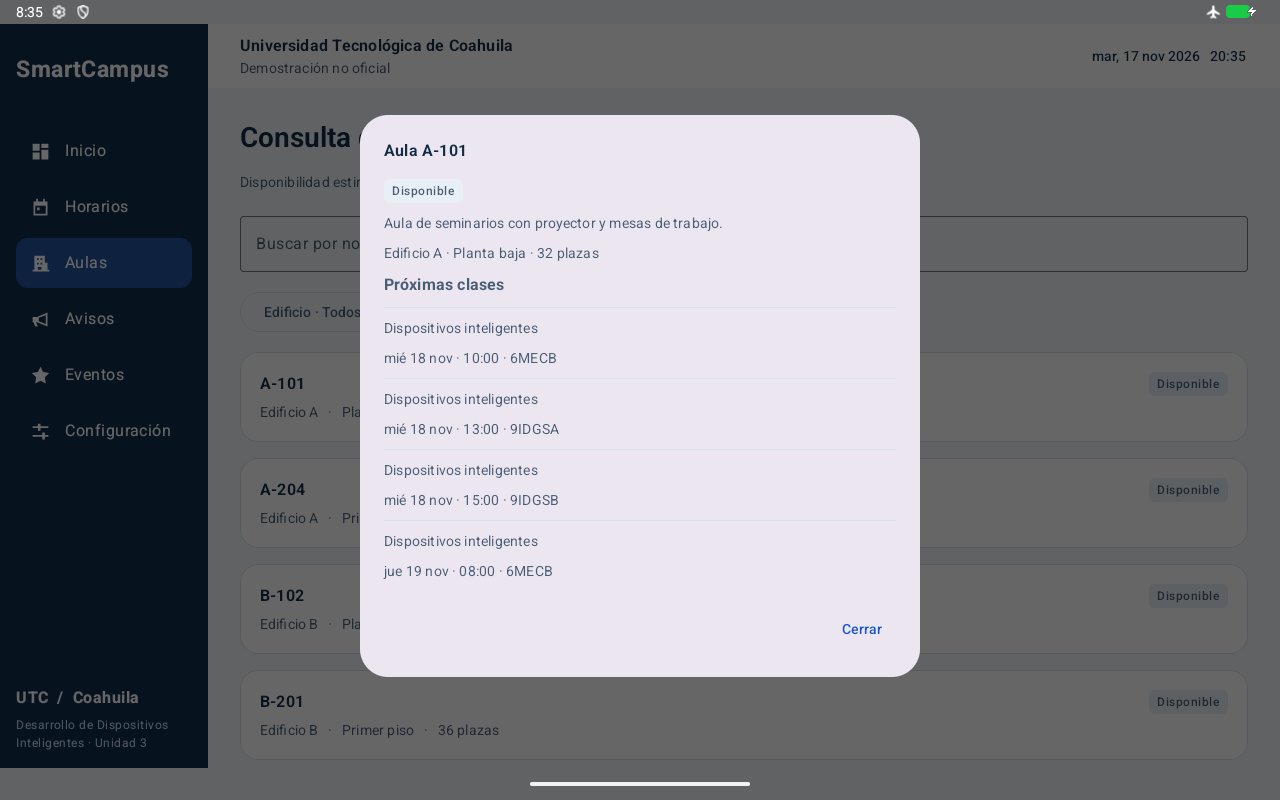 8:35
SmartCampus
Inicio
Horarios
Aulas
Avisos
Eventos
Configuración
UTC / Coahuila
Desarrollo de Dispositivos
Inteligentes · Unidad 3
Universidad Tecnológica de Coahuila
Demostración no oficial
mar, 17 nov 2026 20:35
Consulta
Disponibilidad
Buscar por
Edificio · Todos
A-101
Edificio A ·
Disponible
A-204
Edificio A ·
Disponible
B-102
Edificio B ·
Disponible
B-201
Edificio B · Primer piso · 36 plazas
Disponible
Aula A-101
Disponible
Aula de seminarios con proyector y mesas de trabajo.
Edificio A · Planta baja · 32 plazas
Próximas clases
Dispositivos inteligentes
mié 18 nov · 10:00 · 6MECB
Dispositivos inteligentes
mié 18 nov · 13:00 · 9IDGSA
Dispositivos inteligentes
mié 18 nov · 15:00 · 9IDGSB
Dispositivos inteligentes
jue 19 nov · 08:00 · 6MECB
Cerrar